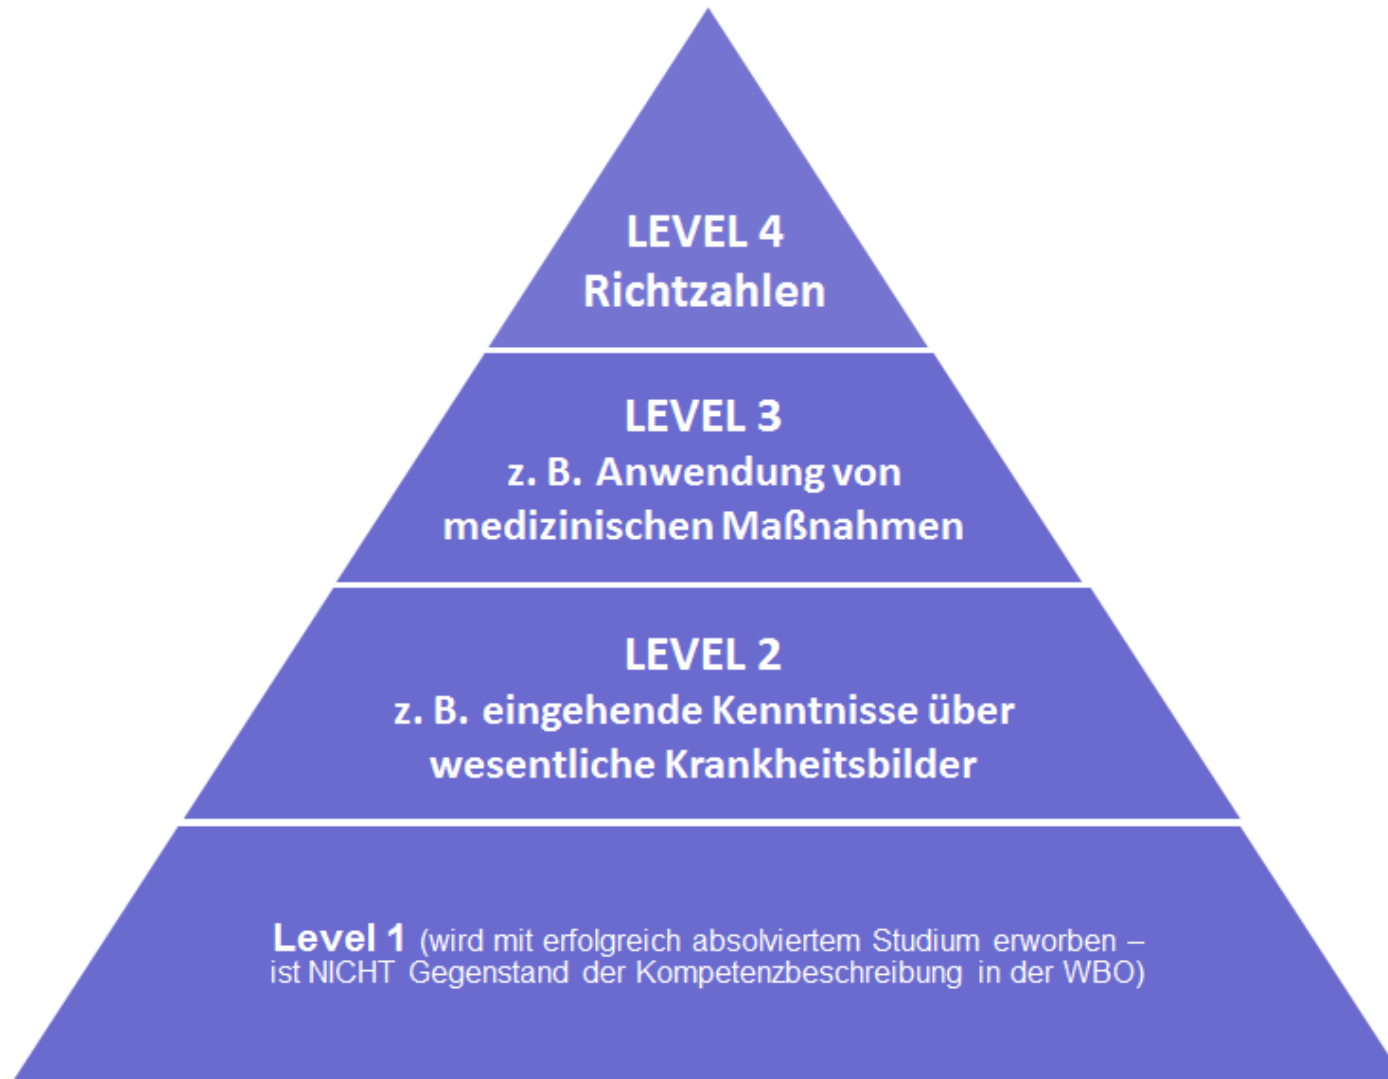 LEVEL 4
Richtzahlen
LEVEL 3
z. B. Anwendung von
medizinischen Maßnahmen
LEVEL 2
z. B. eingehende Kenntnisse über
wesentliche Krankheitsbilder
Level 1 (wird mit erfolgreich absolviertem Studium erworben –
ist NICHT Gegenstand der Kompetenzbeschreibung in der WBO)